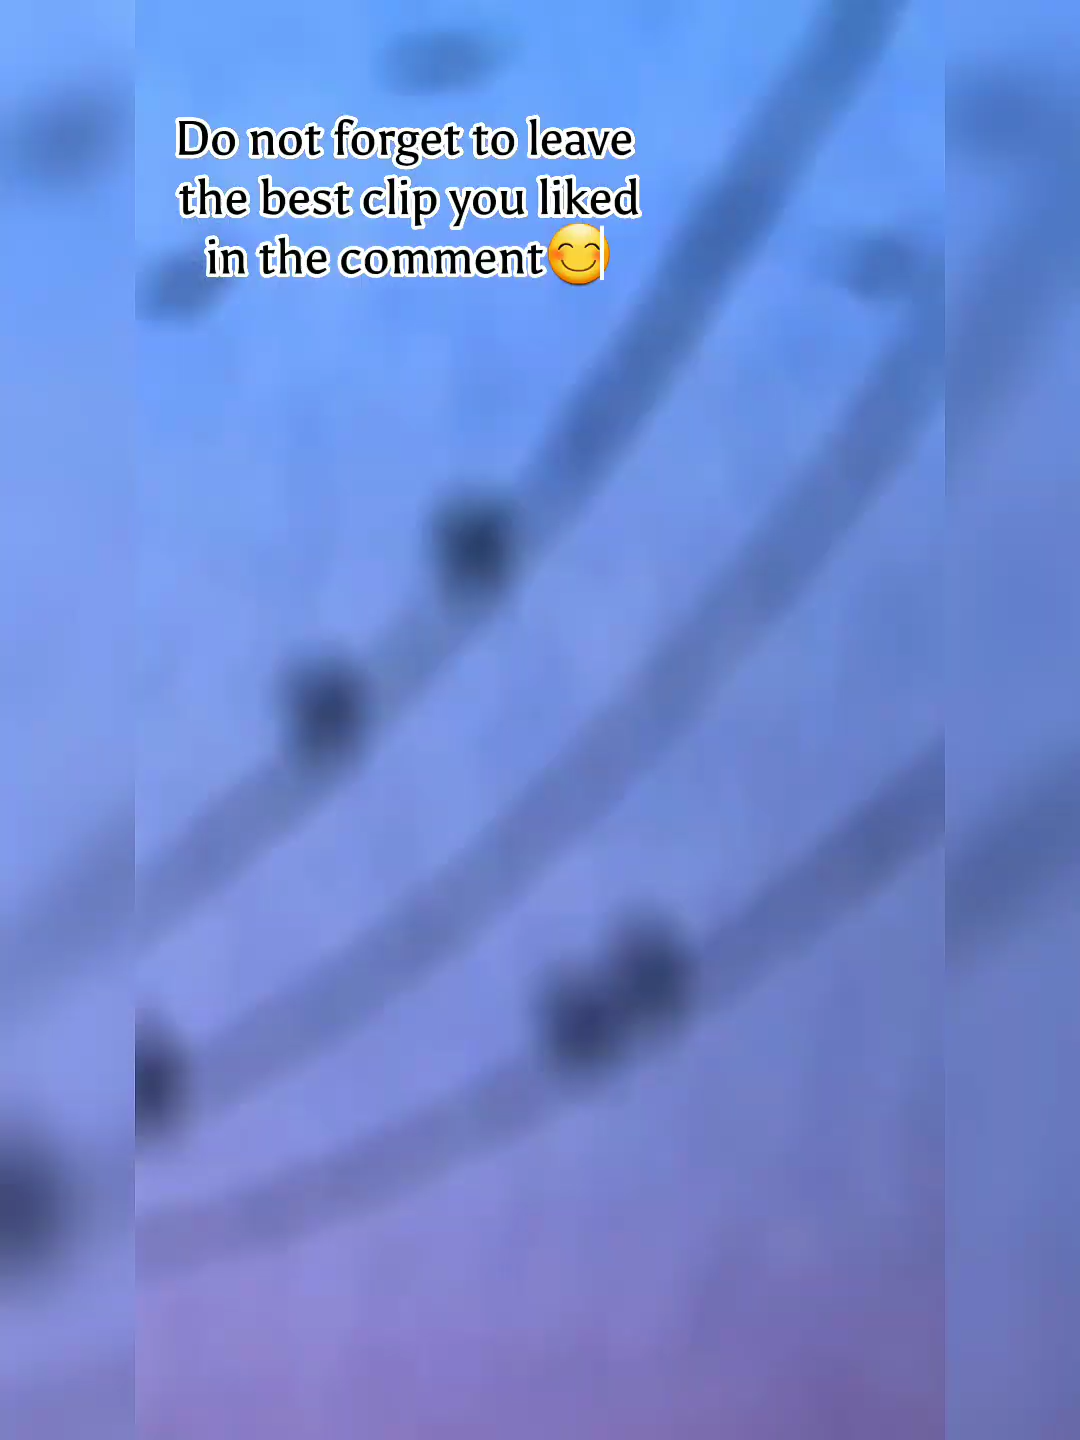 Do not forget to leave
the best clip you liked
in the comment😊